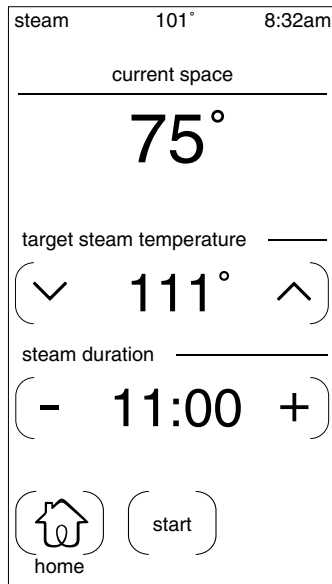 steam 101° 8:32am
current space
75°
target steam temperature
111°
steam duration
- 11:00 +
start
home